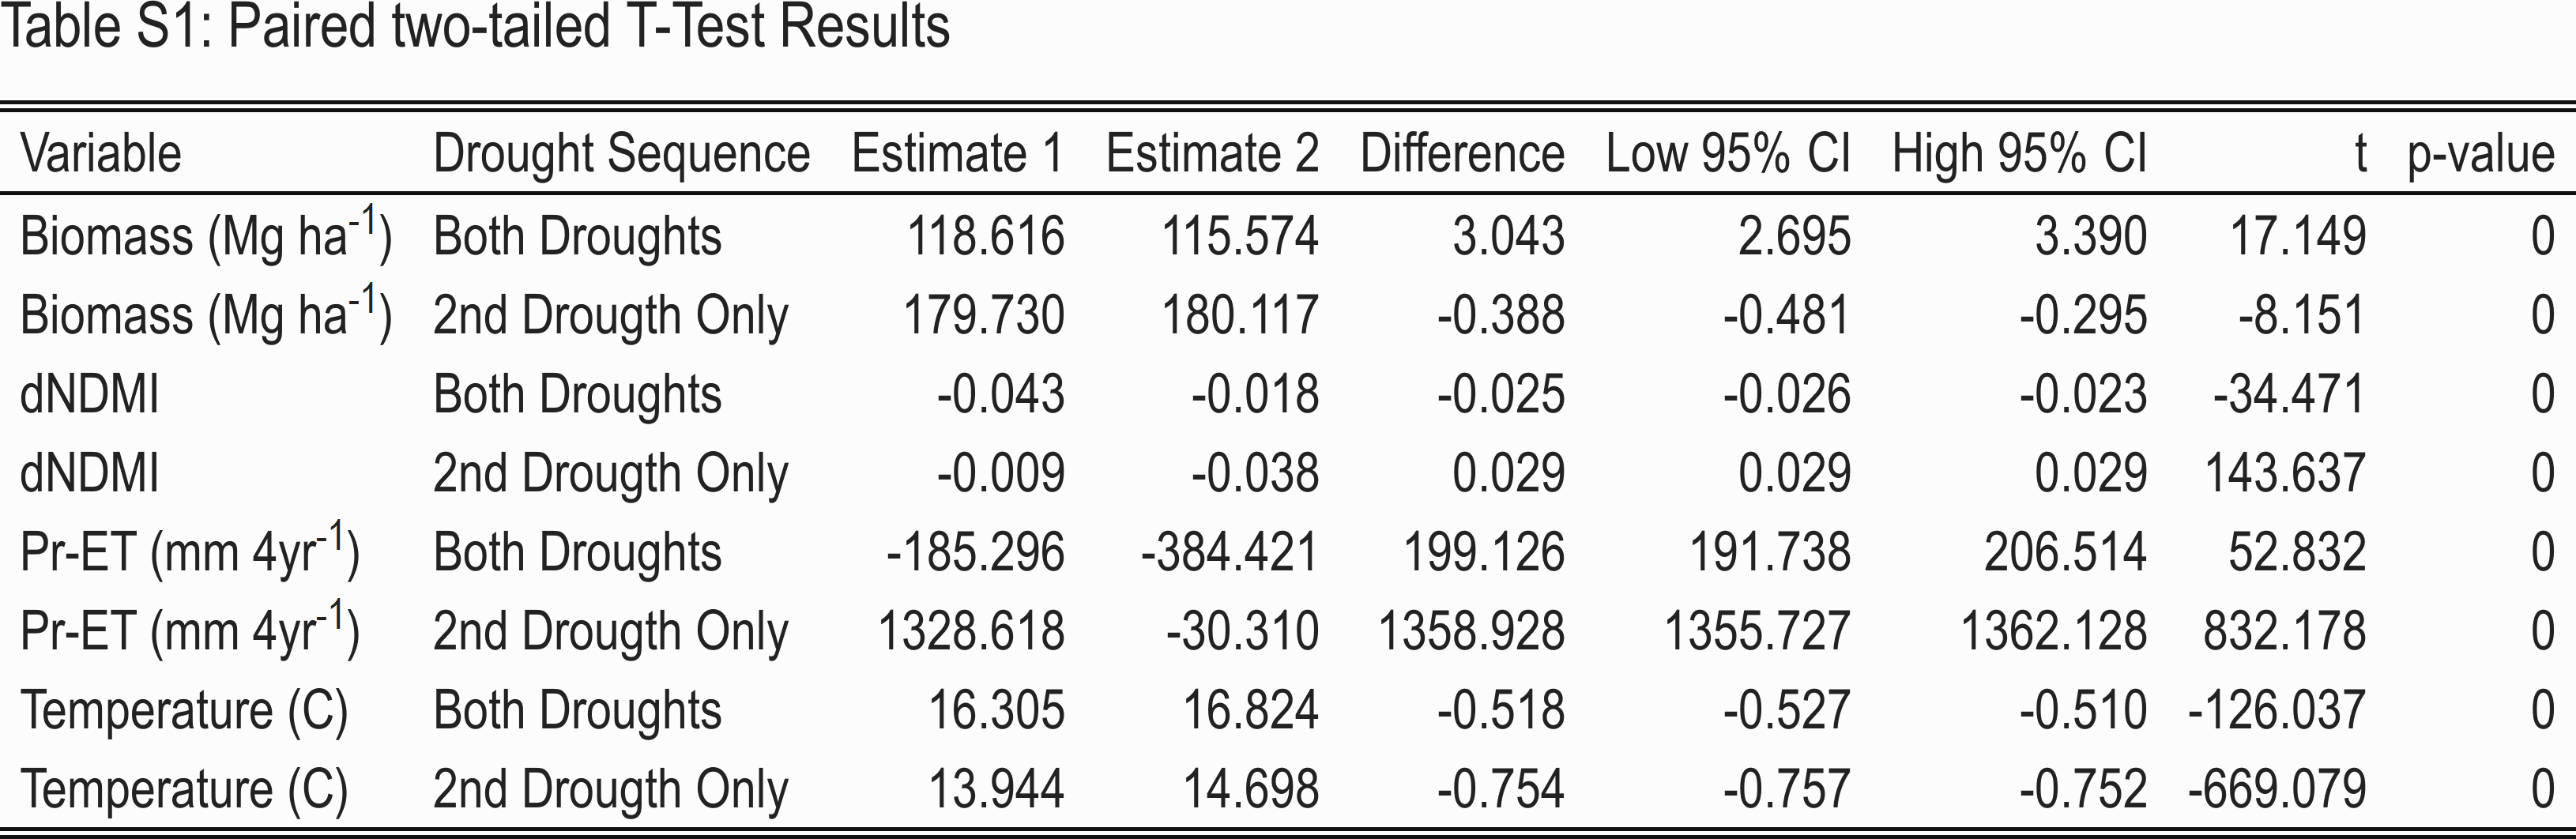 Table S1: Paired two-tailed T-Test Results
Variable Drought Sequence Estimate 1 Estimate 2 Difference Low 95% CI High 95% CI t p-value
Biomass (Mg ha-1) Both Droughts 118.616 115.574 3.043 2.695 3.390 17.149 0
Biomass (Mg ha-1) 2nd Drougth Only 179.730 180.117 -0.388 -0.481 -0.295 -8.151 0
dNDMI Both Droughts -0.043 -0.018 -0.025 -0.026 -0.023 -34.471 0
dNDMI 2nd Drougth Only -0.009 -0.038 0.029 0.029 0.029 143.637 0
Pr-ET (mm 4yr-1) Both Droughts -185.296 -384.421 199.126 191.738 206.514 52.832 0
Pr-ET (mm 4yr-1) 2nd Drougth Only 1328.618 -30.310 1358.928 1355.727 1362.128 832.178 0
Temperature (C) Both Droughts 16.305 16.824 -0.518 -0.527 -0.510 -126.037 0
Temperature (C) 2nd Drougth Only 13.944 14.698 -0.754 -0.757 -0.752 -669.079 0